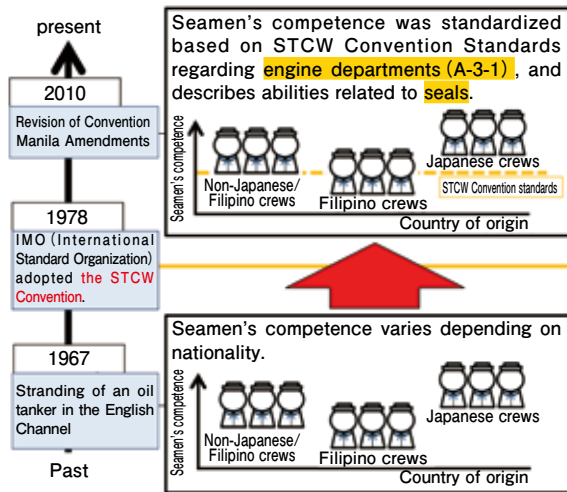 present
2010
Revision of Convention
Manila Amendments
1978
IMO (International
Standard Organization)
adopted the STCW
Convention.
1967
Stranding of an oil
tanker in the English
Channel
Past
Seamen's competence was standardized
based on STCW Convention Standards
regarding engine departments (A-3-1) , and
describes abilities related to seals.
Seamen's competence
Non-Japanese/
Filipino crews
Filipino crews
Japanese crews
STCW Convention standards
Country of origin
Seamen's competence varies depending on
nationality.
Seamen's competence
Non-Japanese/
Filipino crews
Filipino crews
Japanese crews
Country of origin